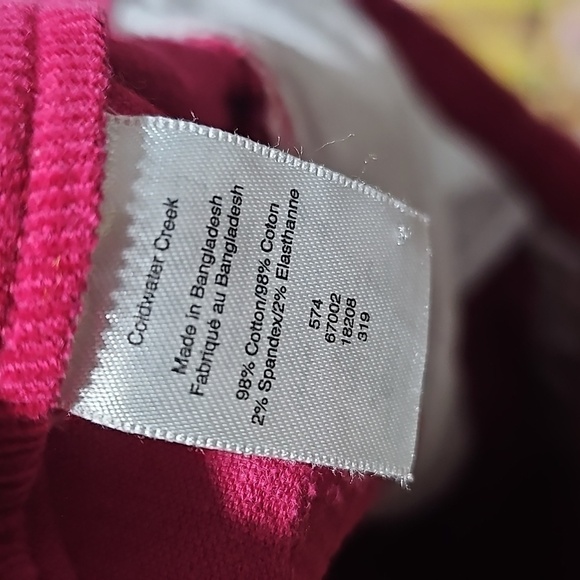 Coldwater Creek
Made in Bangladesh
Fabriqué au Bangladesh
98% Cotton/98% Coton
2% Spandex/2% Elasthanne
574
67002
18208
319